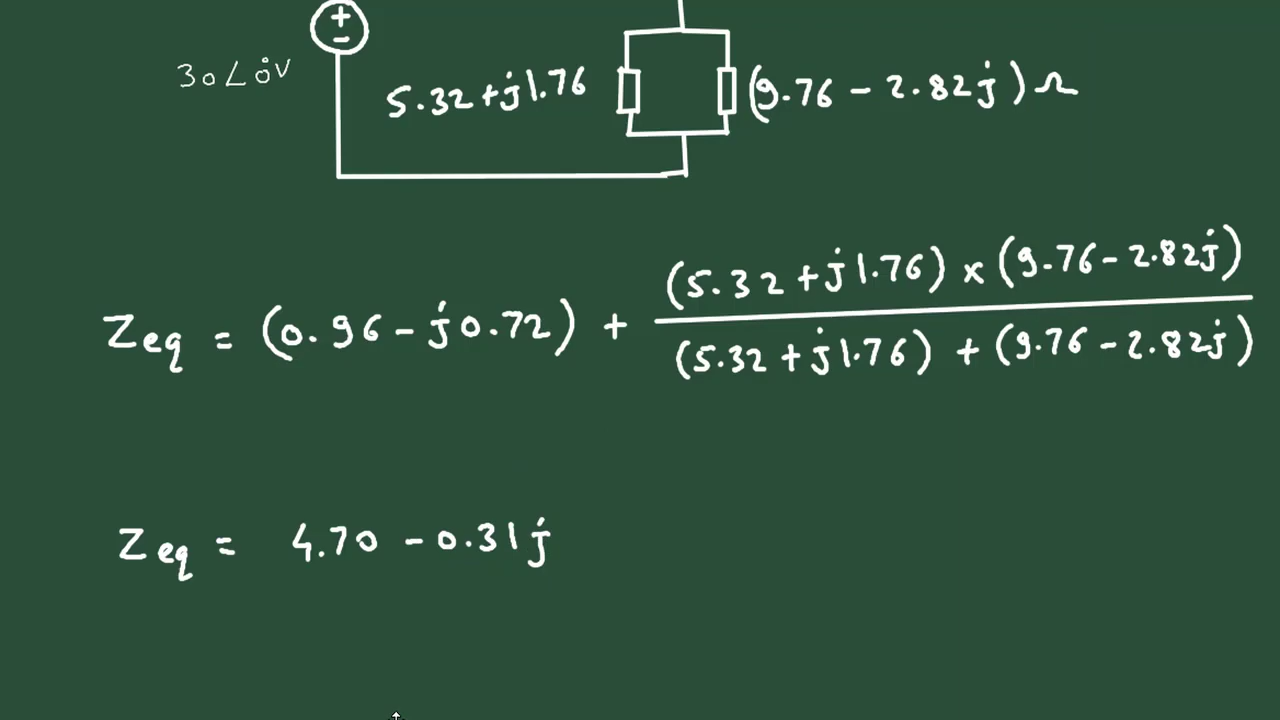 +
-
30∠0°V
5.32+j1.76
(9.76-2.82j)Ω
Zeq = (0.96-j0.72) + (5.32+j1.76)×(9.76-2.82j)
(5.32+j1.76)+(9.76-2.82j)
Zeq = 4.70-0.31j